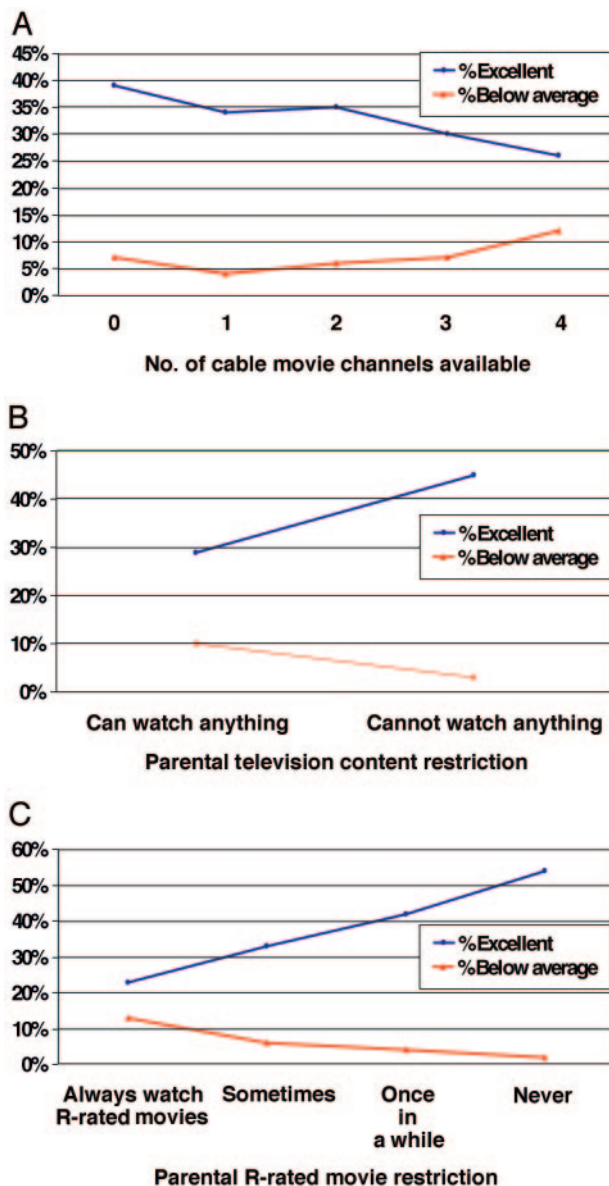 A
45%
40%
35%
30%
25%
20%
15%
10%
5%
0%
%Excellent
%Below average
0 1 2 3 4
No. of cable movie channels available
B
50%
40%
30%
20%
10%
0%
%Excellent
%Below average
Can watch anything Cannot watch anything
Parental television content restriction
C
60%
50%
40%
30%
20%
10%
0%
%Excellent
%Below average
Always watch Sometimes Once Never
R-rated movies in
a while
Parental R-rated movie restriction